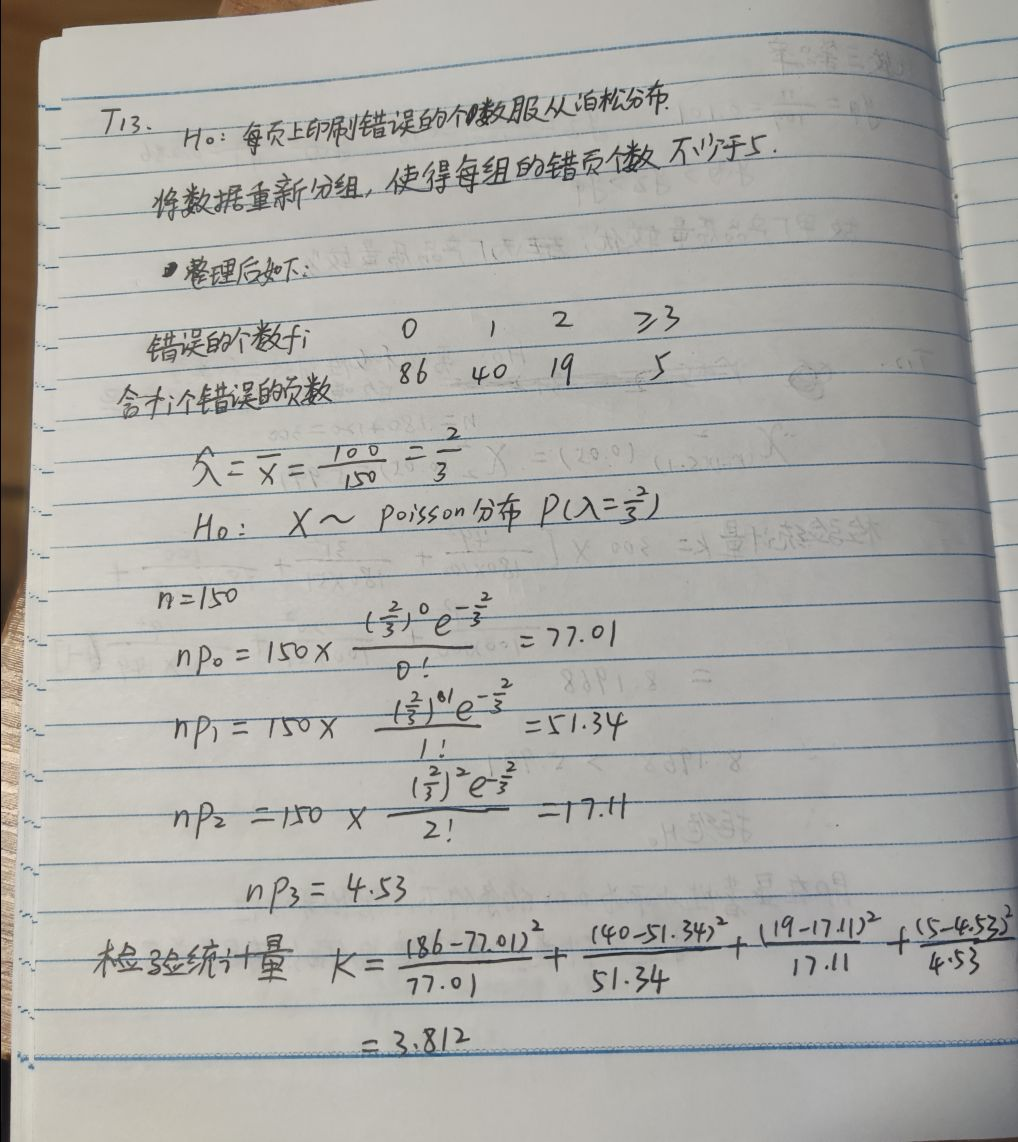 T13. H₀: 每页上印刷错误的个数服从泊松分布.
将数据重新分组, 使得每组的错页个数不少于5.
整理后如下:
错误的个数fi 0 1 2 ≥3
含fi个错误的页数 86 40 19 5
λ̂ = x̄ = 100/150 = 2/3
H₀: X ~ Poisson分布 P(λ=2/3)
n=150
np₀ = 150 × (2/3)⁰e^(-2/3)/0! = 77.01
np₁ = 150 × (2/3)¹e^(-2/3)/1! = 51.34
np₂ = 150 × (2/3)²e^(-2/3)/2! = 17.11
np₃ = 4.53
检验统计量 K = (86-77.01)²/77.01 + (40-51.34)²/51.34 + (19-17.11)²/17.11 + (5-4.53)²/4.53
= 3.812